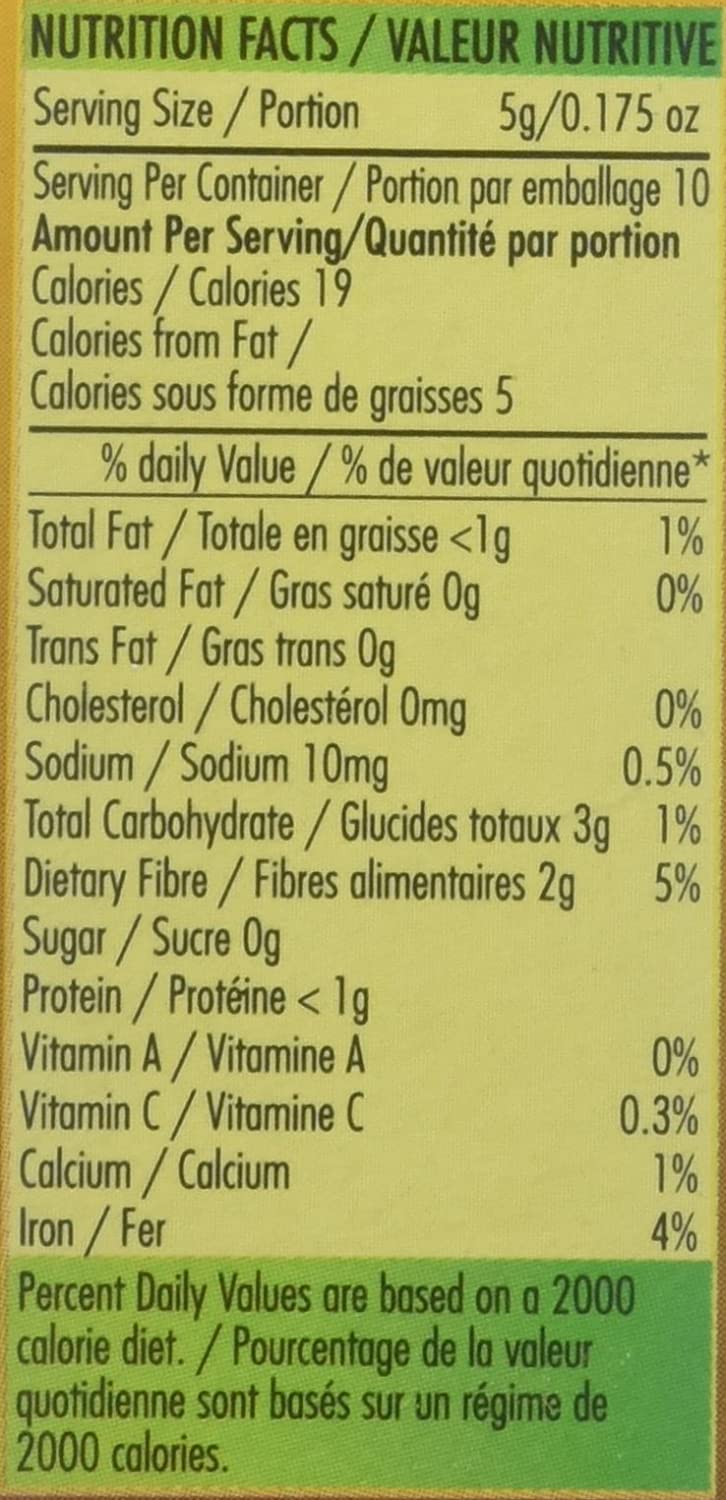 NUTRITION FACTS / VALEUR NUTRITIVE
Serving Size / Portion 5g/0.175 oz
Serving Per Container / Portion par emballage 10
Amount Per Serving/Quantité par portion
Calories / Calories 19
Calories from Fat /
Calories sous forme de graisses 5
% daily Value / % de valeur quotidienne*
Total Fat / Totale en graisse <1g 1%
Saturated Fat / Gras saturé 0g 0%
Trans Fat / Gras trans 0g
Cholesterol / Cholestérol 0mg 0%
Sodium / Sodium 10mg 0.5%
Total Carbohydrate / Glucides totaux 3g 1%
Dietary Fibre / Fibres alimentaires 2g 5%
Sugar / Sucre 0g
Protein / Protéine < 1g
Vitamin A / Vitamine A 0%
Vitamin C / Vitamine C 0.3%
Calcium / Calcium 1%
Iron / Fer 4%
Percent Daily Values are based on a 2000
calorie diet. / Pourcentage de la valeur
quotidienne sont basés sur un régime de
2000 calories.